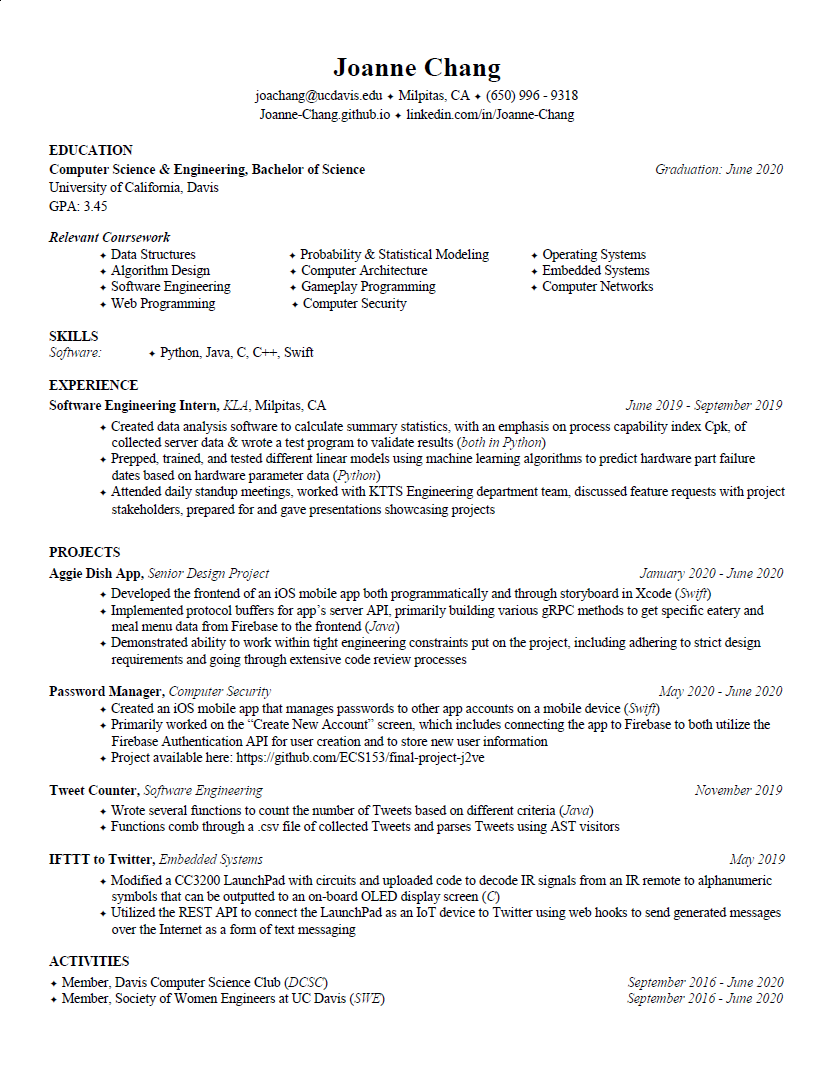 Joanne Chang
joachang@ucdavis.edu ✦ Milpitas, CA ✦ (650) 996 - 9318
Joanne-Chang.github.io ✦ linkedin.com/in/Joanne-Chang
EDUCATION
Computer Science & Engineering, Bachelor of Science Graduation: June 2020
University of California, Davis
GPA: 3.45
Relevant Coursework
✦ Data Structures ✦ Probability & Statistical Modeling ✦ Operating Systems
✦ Algorithm Design ✦ Computer Architecture ✦ Embedded Systems
✦ Software Engineering ✦ Gameplay Programming ✦ Computer Networks
✦ Web Programming ✦ Computer Security
SKILLS
Software: ✦ Python, Java, C, C++, Swift
EXPERIENCE
Software Engineering Intern, KLA, Milpitas, CA June 2019 - September 2019
✦ Created data analysis software to calculate summary statistics, with an emphasis on process capability index Cpk, of
collected server data & wrote a test program to validate results (both in Python)
✦ Prepped, trained, and tested different linear models using machine learning algorithms to predict hardware part failure
dates based on hardware parameter data (Python)
✦ Attended daily standup meetings, worked with KTTS Engineering department team, discussed feature requests with project
stakeholders, prepared for and gave presentations showcasing projects
PROJECTS
Aggie Dish App, Senior Design Project January 2020 - June 2020
✦ Developed the frontend of an iOS mobile app both programmatically and through storyboard in Xcode (Swift)
✦ Implemented protocol buffers for app’s server API, primarily building various gRPC methods to get specific eatery and
meal menu data from Firebase to the frontend (Java)
✦ Demonstrated ability to work within tight engineering constraints put on the project, including adhering to strict design
requirements and going through extensive code review processes
Password Manager, Computer Security May 2020 - June 2020
✦ Created an iOS mobile app that manages passwords to other app accounts on a mobile device (Swift)
✦ Primarily worked on the “Create New Account” screen, which includes connecting the app to Firebase to both utilize the
Firebase Authentication API for user creation and to store new user information
✦ Project available here: https://github.com/ECS153/final-project-j2ve
Tweet Counter, Software Engineering November 2019
✦ Wrote several functions to count the number of Tweets based on different criteria (Java)
✦ Functions comb through a .csv file of collected Tweets and parses Tweets using AST visitors
IFTTT to Twitter, Embedded Systems May 2019
✦ Modified a CC3200 LaunchPad with circuits and uploaded code to decode IR signals from an IR remote to alphanumeric
symbols that can be outputted to an on-board OLED display screen (C)
✦ Utilized the REST API to connect the LaunchPad as an IoT device to Twitter using web hooks to send generated messages
over the Internet as a form of text messaging
ACTIVITIES
✦ Member, Davis Computer Science Club (DCSC) September 2016 - June 2020
✦ Member, Society of Women Engineers at UC Davis (SWE) September 2016 - June 2020